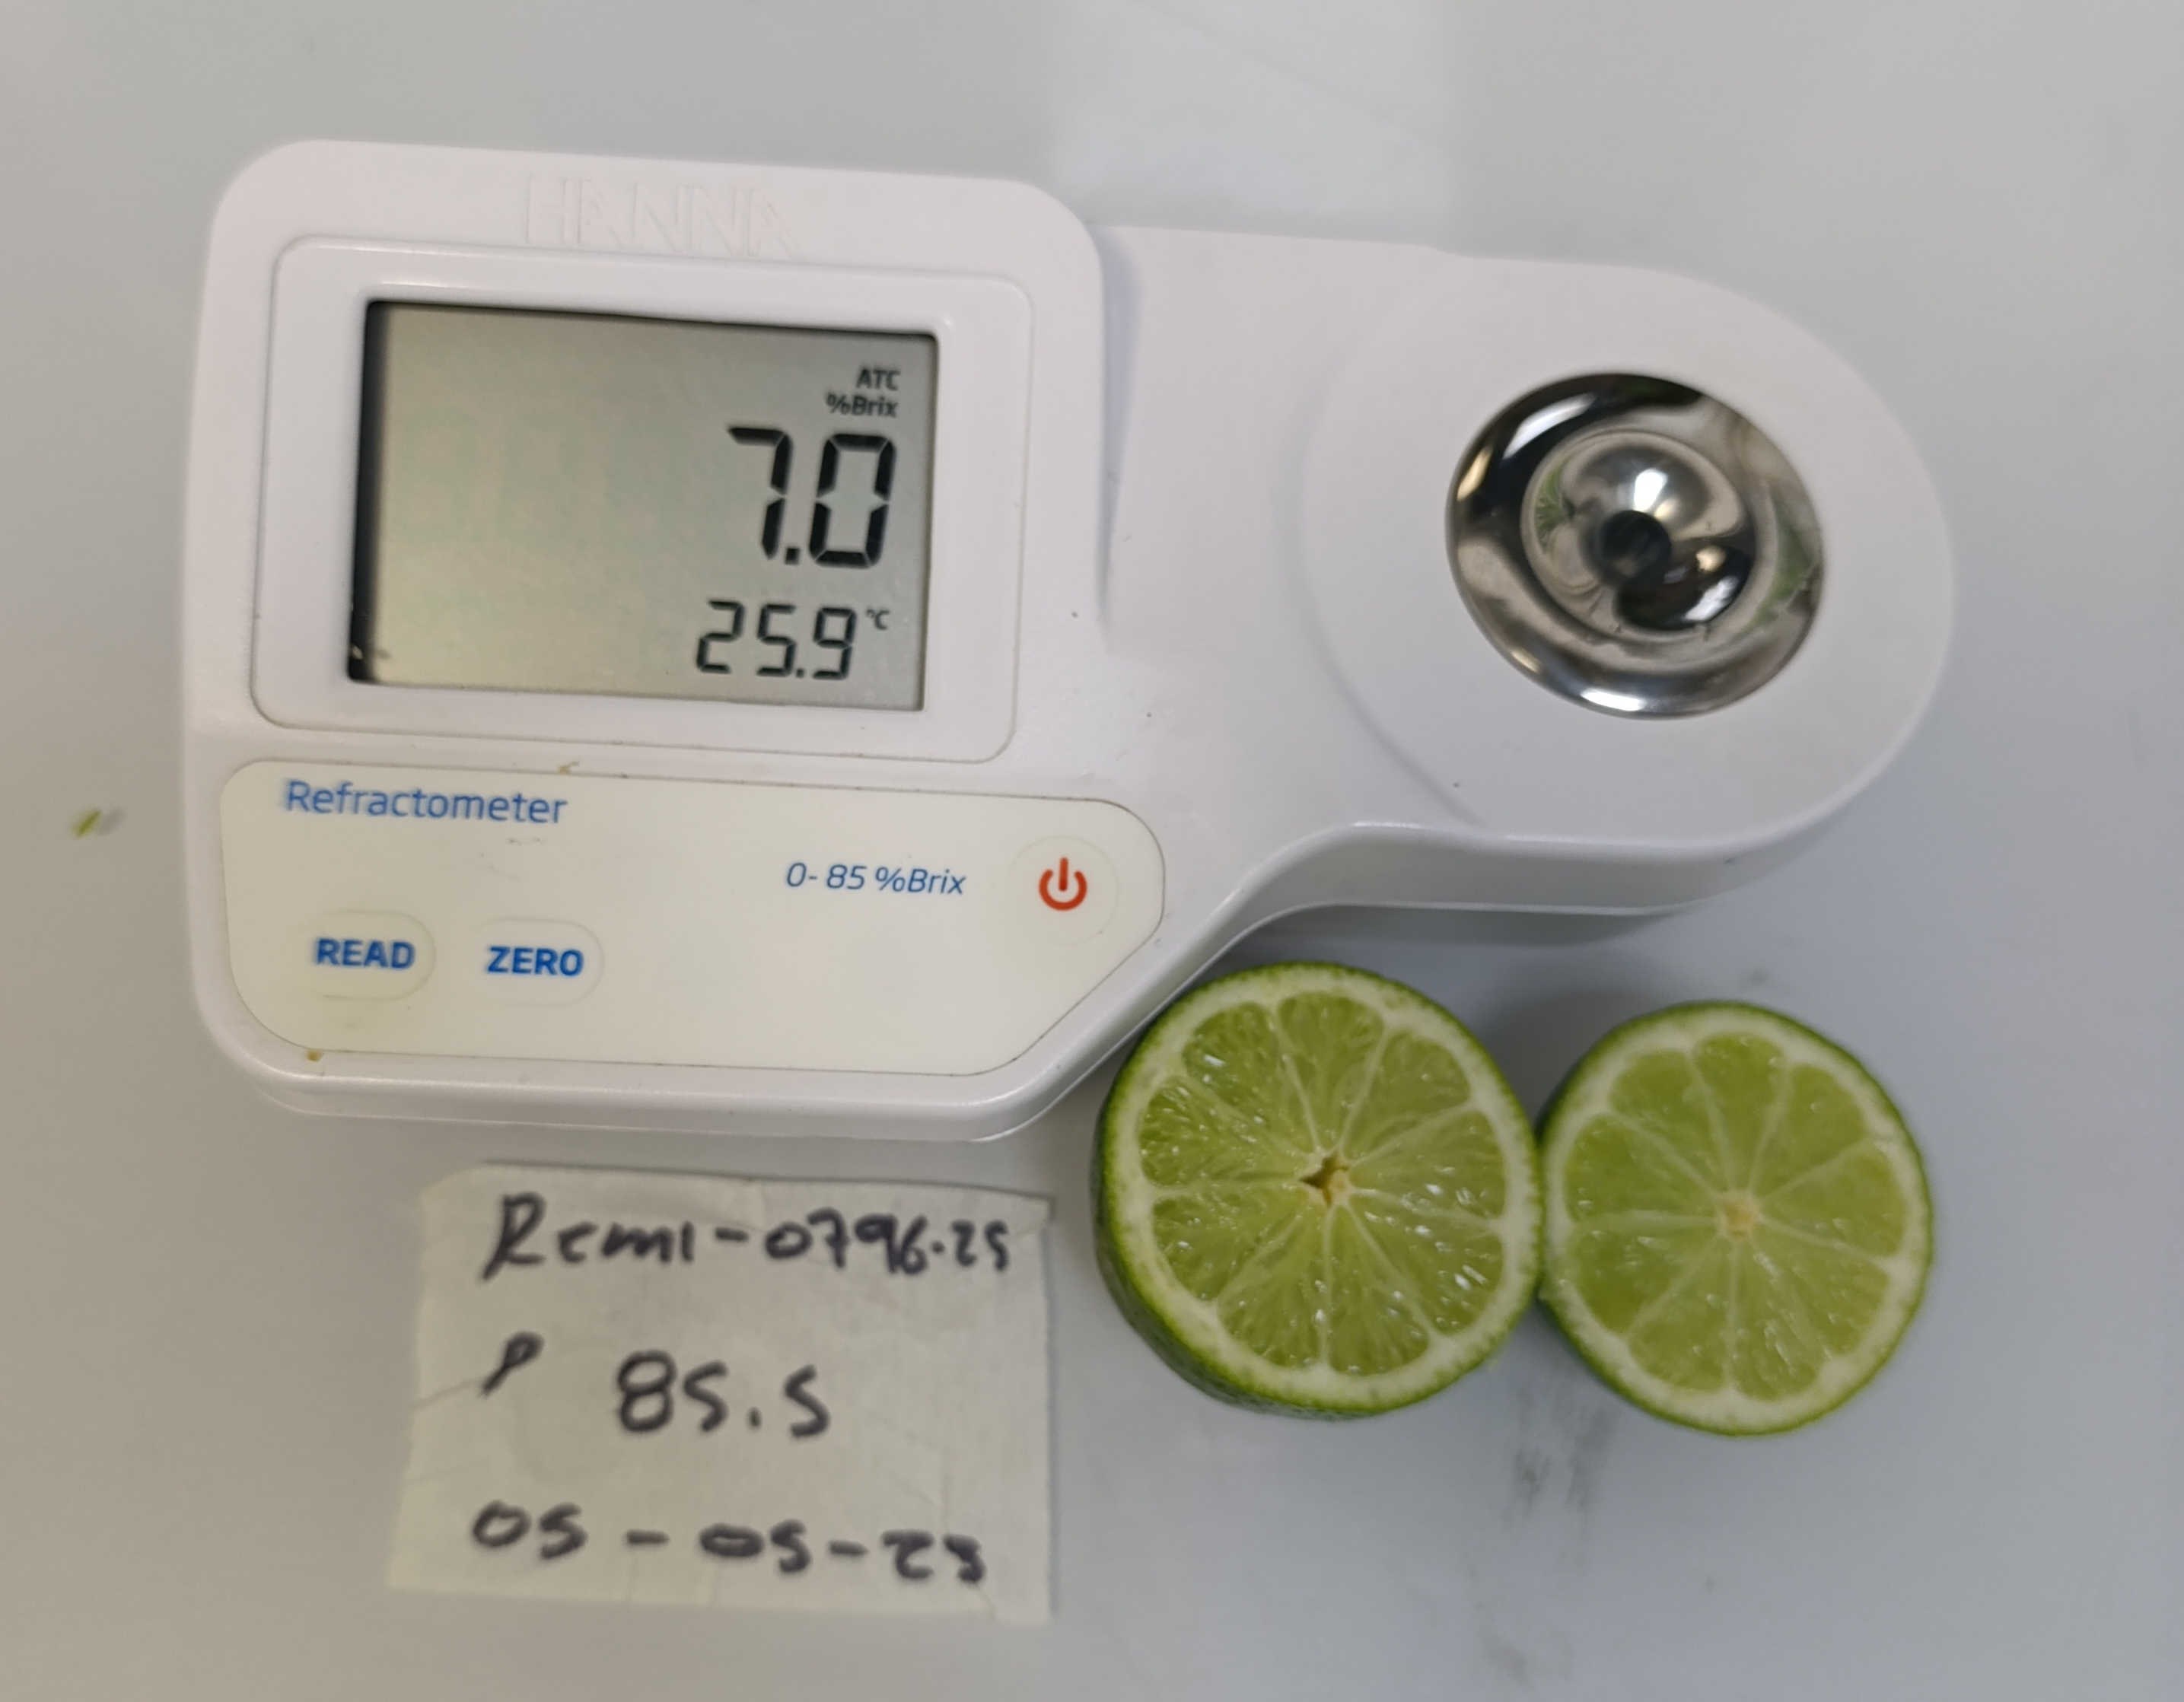 HANNA
ATC
%Brix
7.0
25.9 °C
Refractometer
0-85 %Brix
READ
ZERO
Remi-0796.25
P 85.5
05-05-25